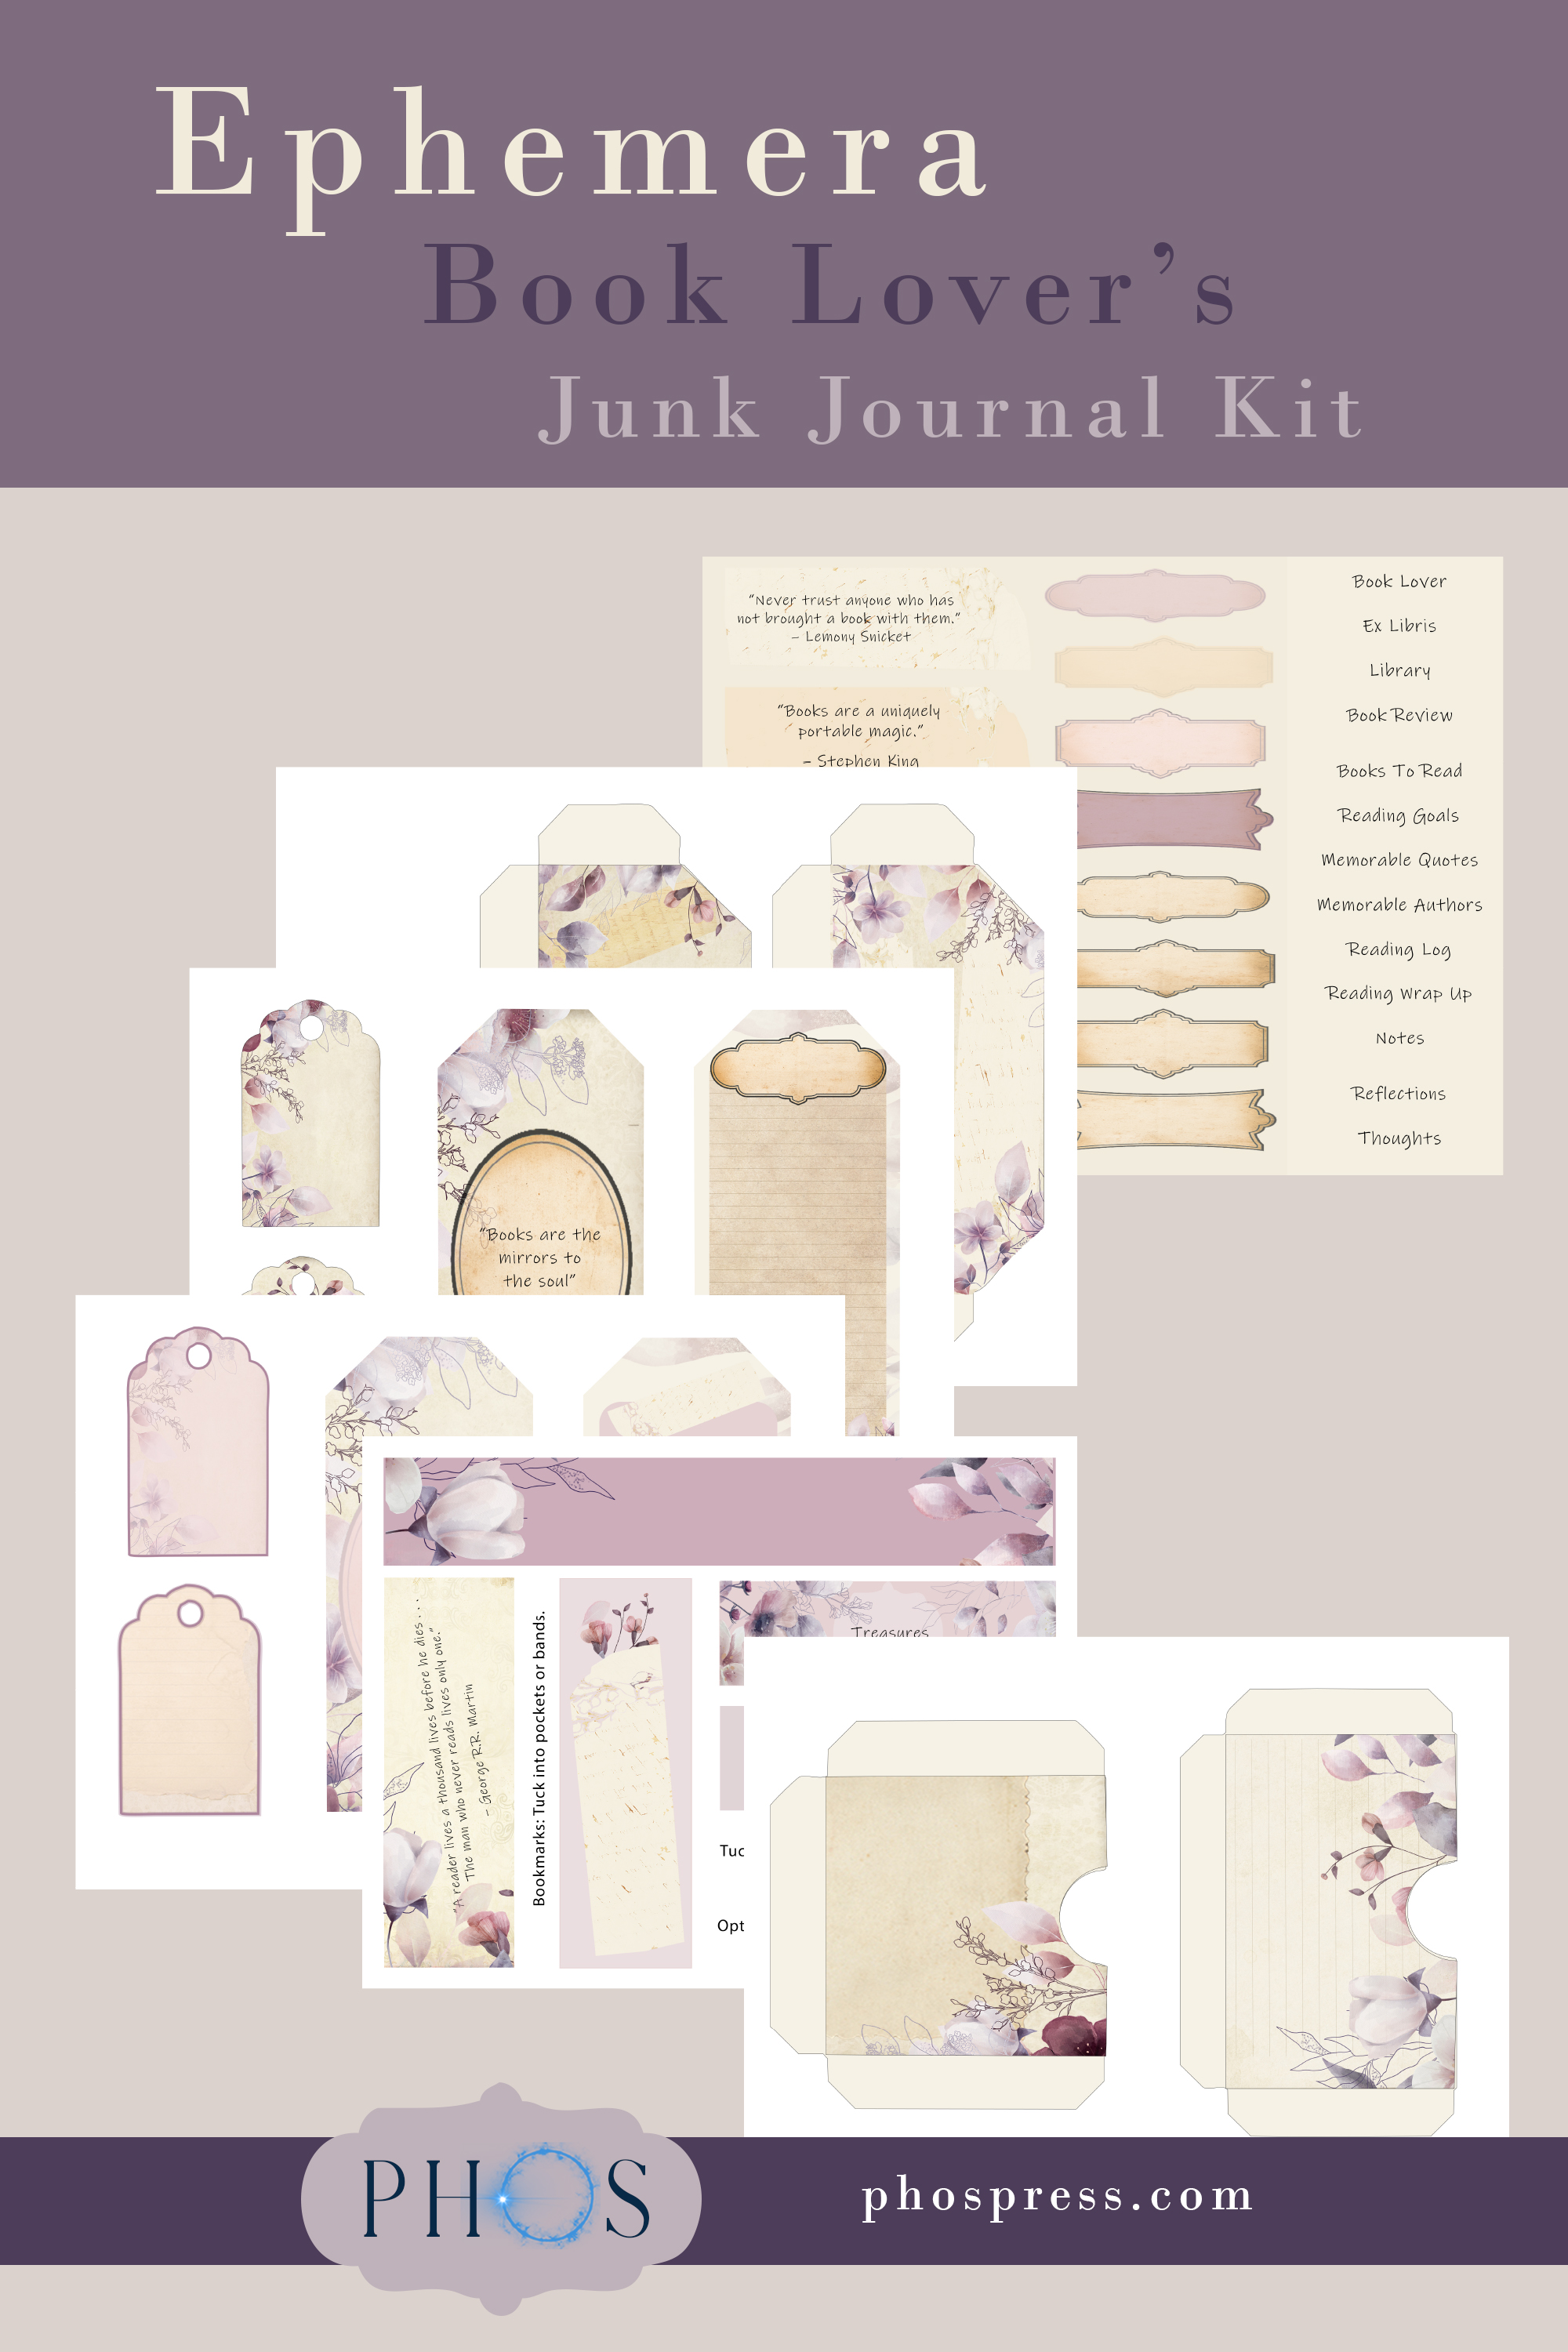 Ephemera
Book Lover’s
Junk Journal Kit
“Never trust anyone who has
not brought a book with them.”
– Lemony Snicket
“Books are a uniquely
portable magic.”
– Stephen King
Book Lover
Ex Libris
Library
Book Review
Books To Read
Reading Goals
Memorable Quotes
Memorable Authors
Reading Log
Reading Wrap Up
Notes
Reflections
Thoughts
“Books are the
mirrors to
the soul”
“A reader lives a thousand lives before he dies . . .
The man who never reads lives only one.”
– George R.R. Martin
Bookmarks: Tuck into pockets or bands.
Treasures
Tuc
Opt
PHOS
phospress.com